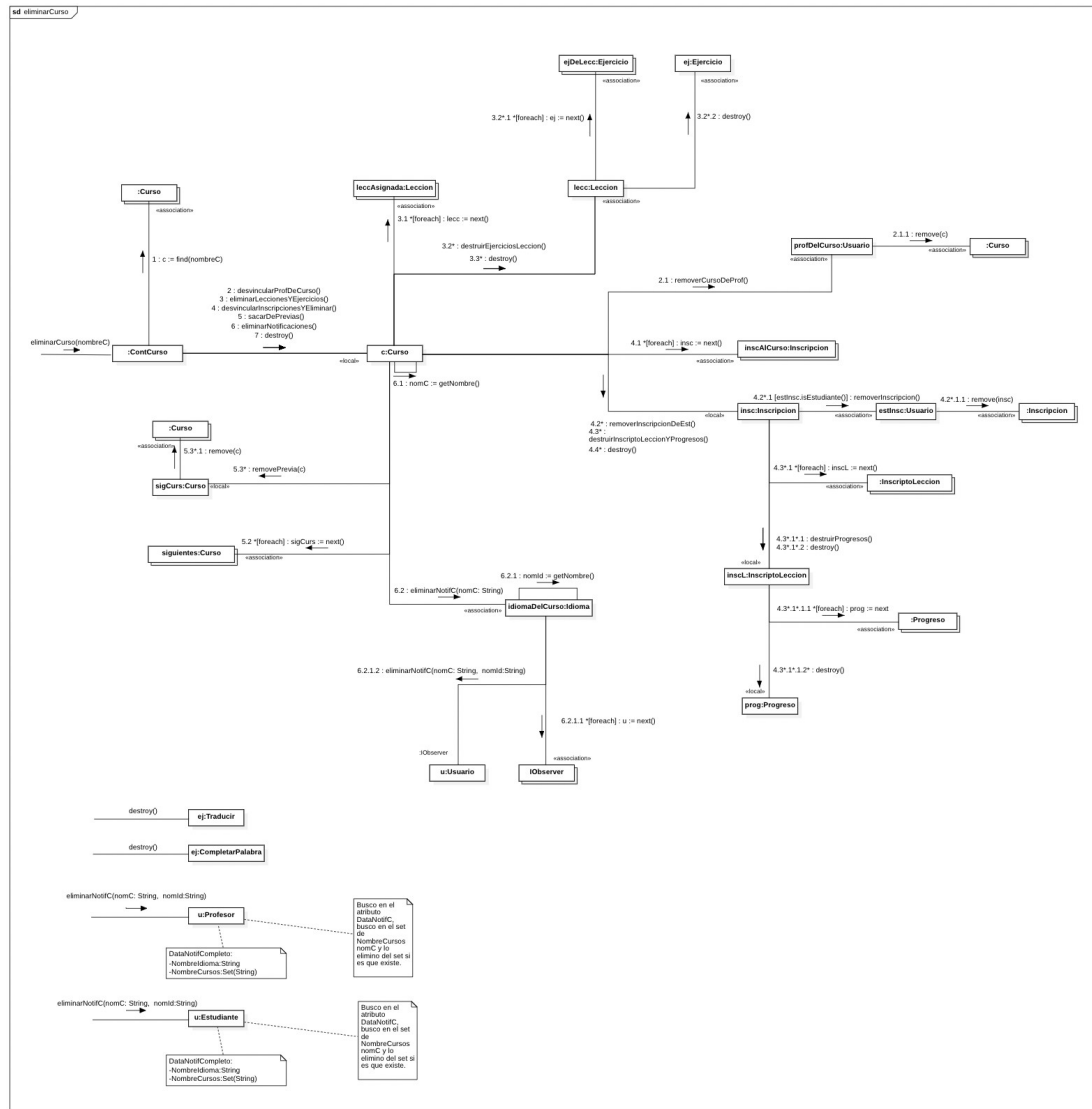 sd eliminarCurso
ejDeLecc:Ejercicio
«association»
ej:Ejercicio
«association»
3.2*.1 *[foreach] : ej := next()
3.2*.2 : destroy()
:Curso
«association»
leccAsignada:Leccion
«association»
lecc:Leccion
«association»
3.1 *[foreach] : lecc := next()
1 : c := find(nombreC)
3.2* : destruirEjerciciosLeccion()
3.3* : destroy()
2.1.1 : remove(c)
profDelCurso:Usuario
«association»
:Curso
«association»
2.1 : removerCursoDeProf()
2 : desvincularProfDeCurso()
3 : eliminarLeccionesYEjercicios()
4 : desvincularInscripcionesYEliminar()
5 : sacarDePrevias()
6 : eliminarNotificaciones()
7 : destroy()
eliminarCurso(nombreC)
:ContCurso
«local»
c:Curso
4.1 *[foreach] : insc := next()
inscAlCurso:Inscripcion
«association»
6.1 : nomC := getNombre()
4.2*.1 [estInsc.isEstudiante()] : removerInscripcion()
4.2*.1.1 : remove(insc)
«local»
insc:Inscripcion
estInsc:Usuario
«association»
:Inscripcion
«association»
4.2* : removerInscripcionDeEst()
4.3* :
destruirInscriptoLeccionYProgresos()
4.4* : destroy()
:Curso
«association»
5.3*.1 : remove(c)
5.3* : removePrevia(c)
sigCurs:Curso
«local»
4.3*.1 *[foreach] : inscL := next()
:InscriptoLeccion
«association»
5.2 *[foreach] : sigCurs := next()
siguientes:Curso
«association»
4.3*.1*.1 : destruirProgresos()
4.3*.1*.2 : destroy()
«local»
inscL:InscriptoLeccion
6.2.1 : nomId := getNombre()
6.2 : eliminarNotifC(nomC: String)
idiomaDelCurso:Idioma
«association»
4.3*.1*.1.1 *[foreach] : prog := next
:Progreso
«association»
6.2.1.2 : eliminarNotifC(nomC: String,  nomId:String)
4.3*.1*.1.2* : destroy()
«local»
prog:Progreso
6.2.1.1 *[foreach] : u := next()
:IObserver
«association»
u:Usuario
IObserver
destroy()
ej:Traducir
destroy()
ej:CompletarPalabra
eliminarNotifC(nomC: String,  nomId:String)
u:Profesor
Busco en el
atributo
DataNotifC,
busco en el set
de
NombreCursos
nomC y lo
elimino del set si
es que existe.
DataNotifCompleto:
-NombreIdioma:String
-NombreCursos:Set(String)
eliminarNotifC(nomC: String,  nomId:String)
u:Estudiante
Busco en el
atributo
DataNotifC,
busco en el set
de
NombreCursos
nomC y lo
elimino del set si
es que existe.
DataNotifCompleto:
-NombreIdioma:String
-NombreCursos:Set(String)